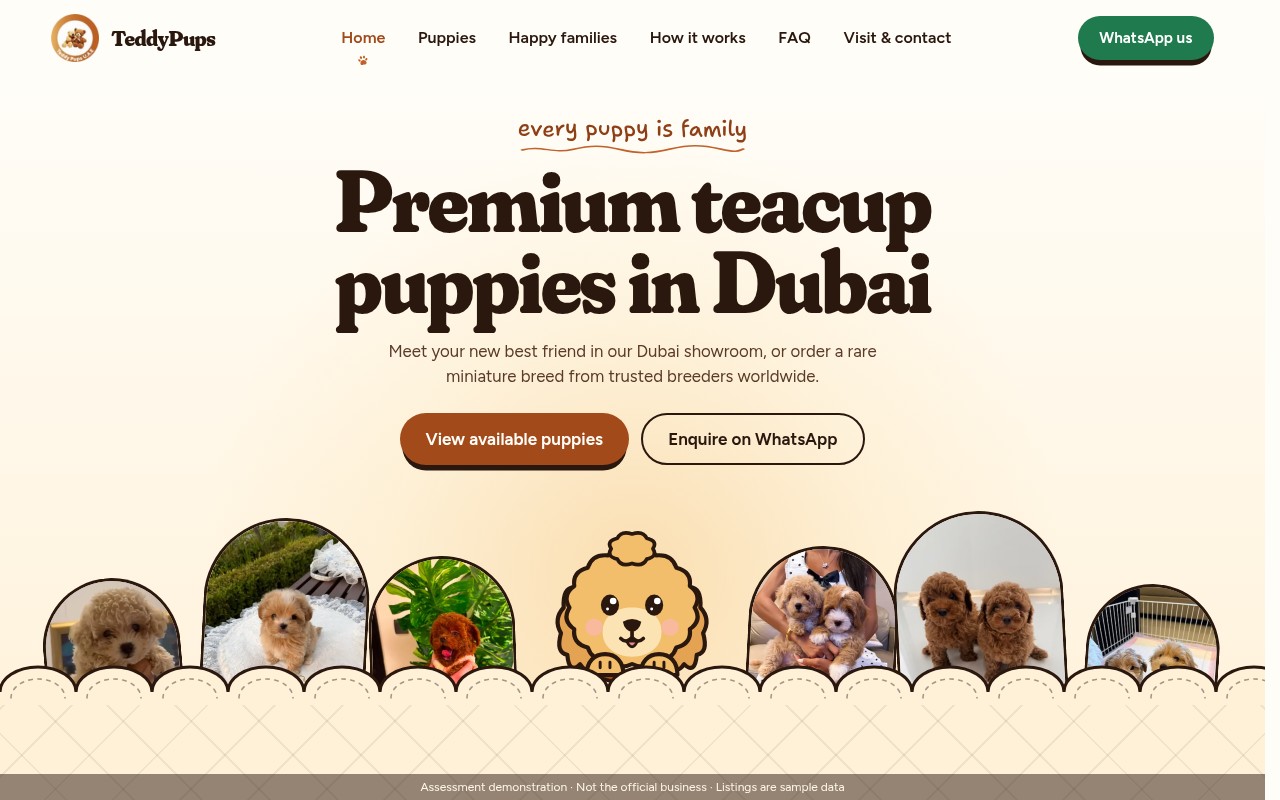 TeddyPups
Home
Puppies
Happy families
How it works
FAQ
Visit & contact
WhatsApp us
every puppy is family
Premium teacup
puppies in Dubai
Meet your new best friend in our Dubai showroom, or order a rare
miniature breed from trusted breeders worldwide.
View available puppies
Enquire on WhatsApp
Assessment demonstration · Not the official business · Listings are sample data